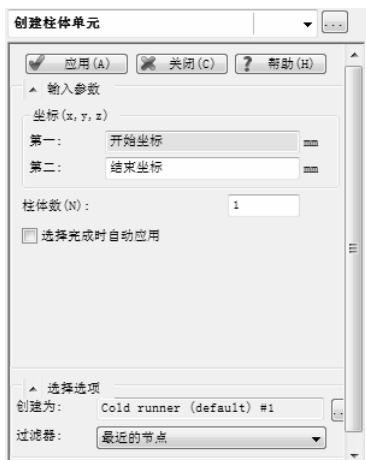 创建柱体单元
应用(A) 关闭(C) ? 帮助(H)
输入参数
坐标(x,y,z)
第一: 开始坐标 mm
第二: 结束坐标 mm
柱体数(N): 1
选择完成时自动应用
选择选项
创建为: Cold runner (default) #1
过滤器: 最近的节点